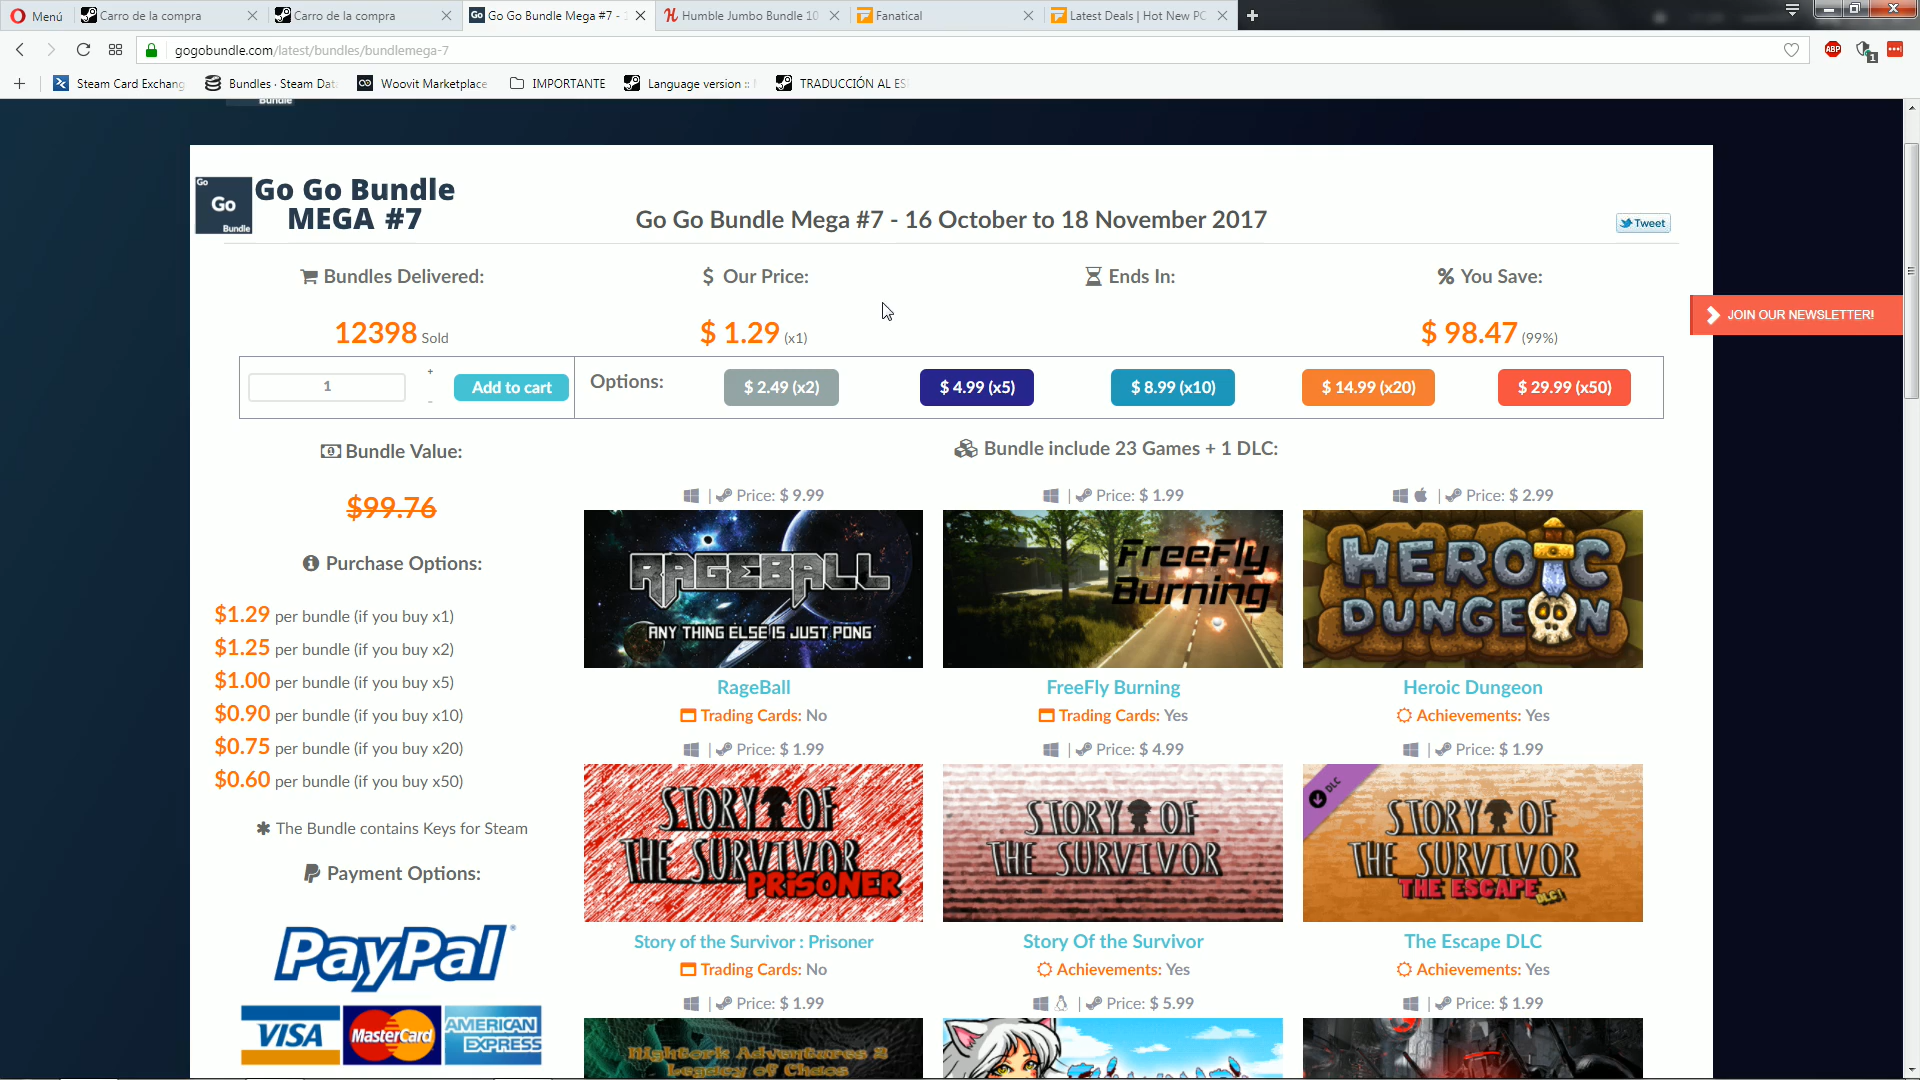 Menú
Carro de la compra
Carro de la compra
Go Go Bundle Mega #7 -
Humble Jumbo Bundle 10
Fanatical
Latest Deals | Hot New PC
gogobundle.com/latest/bundles/bundlemega-7
ABP
1
Steam Card Exchang
Bundles · Steam Dat
Woovit Marketplace
IMPORTANTE
Language version ::
TRADUCCIÓN AL ES
Bundle
Go
Go
Bundle
Go Go Bundle
MEGA #7
Go Go Bundle Mega #7 - 16 October to 18 November 2017
Tweet
Bundles Delivered:
$ Our Price:
Ends In:
% You Save:
JOIN OUR NEWSLETTER!
12398 Sold
$ 1.29 (x1)
$ 98.47 (99%)
1
+
-
Add to cart
Options:
$ 2.49 (x2)
$ 4.99 (x5)
$ 8.99 (x10)
$ 14.99 (x20)
$ 29.99 (x50)
Bundle Value:
Bundle include 23 Games + 1 DLC:
$99.76
| Price: $ 9.99
| Price: $ 1.99
| Price: $ 2.99
RAGEBALL
ANY THING ELSE IS JUST PONG
FreeFly
Burning
HEROIC
DUNGEON
Purchase Options:
$1.29 per bundle (if you buy x1)
$1.25 per bundle (if you buy x2)
$1.00 per bundle (if you buy x5)
$0.90 per bundle (if you buy x10)
$0.75 per bundle (if you buy x20)
$0.60 per bundle (if you buy x50)
RageBall
FreeFly Burning
Heroic Dungeon
Trading Cards: No
Trading Cards: Yes
Achievements: Yes
| Price: $ 1.99
| Price: $ 4.99
| Price: $ 1.99
STORY OF
THE SURVIVOR
PRISONER
STORY OF
THE SURVIVOR
DLC
STORY OF
THE SURVIVOR
THE ESCAPE DLC!
* The Bundle contains Keys for Steam
Payment Options:
Story of the Survivor : Prisoner
Story Of the Survivor
The Escape DLC
Trading Cards: No
Achievements: Yes
Achievements: Yes
| Price: $ 1.99
| Price: $ 5.99
| Price: $ 1.99
PayPal
VISA
MasterCard
AMERICAN EXPRESS
Adventures 2
Legacy of Chaos